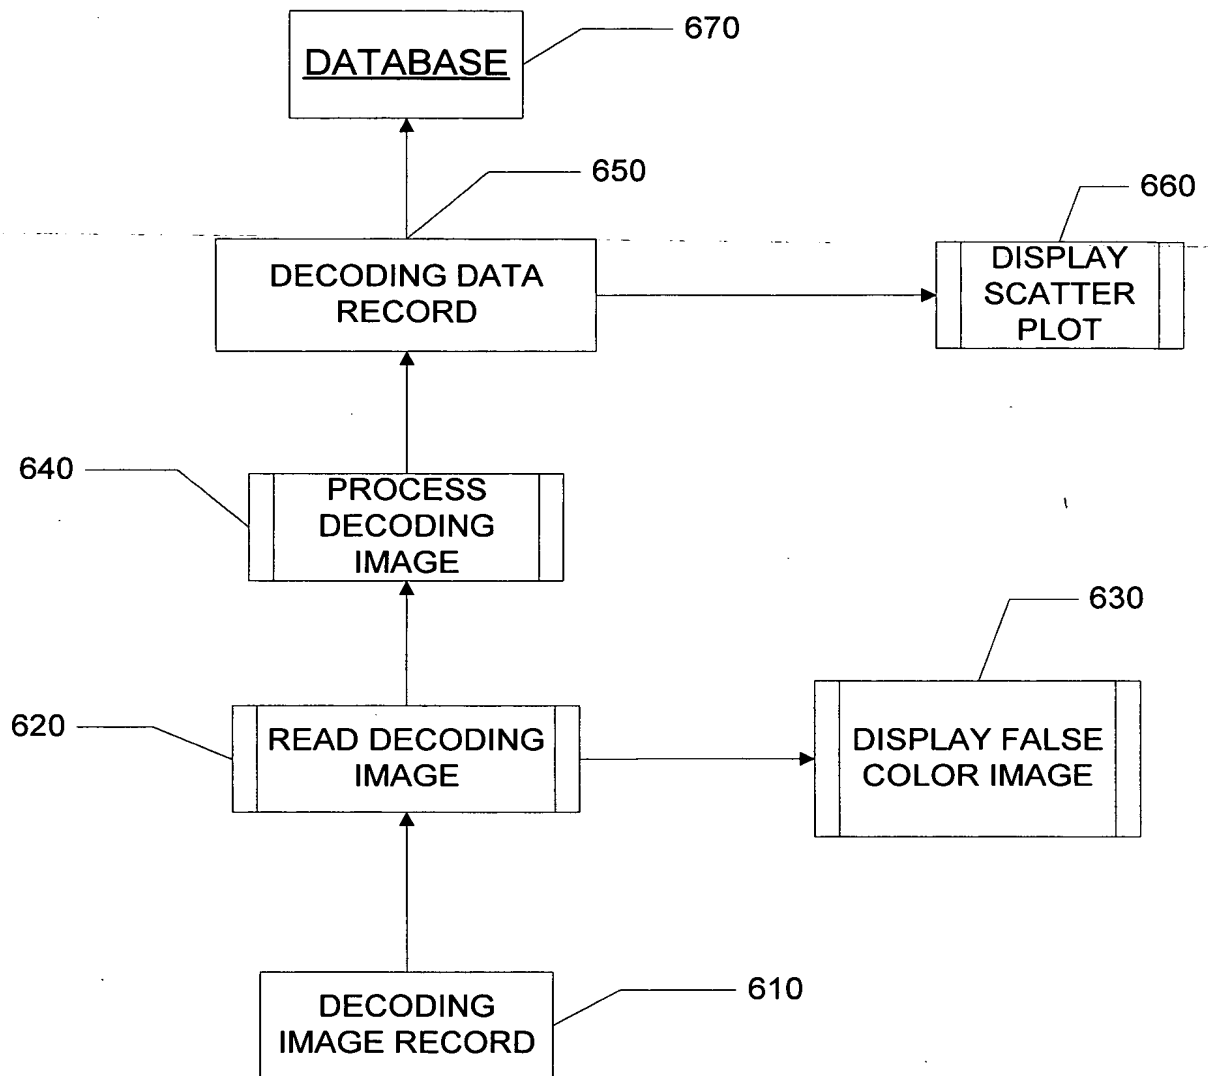 670
DATABASE
650
660
DECODING DATA
RECORD
DISPLAY
SCATTER
PLOT
640
PROCESS
DECODING
IMAGE
630
620
READ DECODING
IMAGE
DISPLAY FALSE
COLOR IMAGE
610
DECODING
IMAGE RECORD